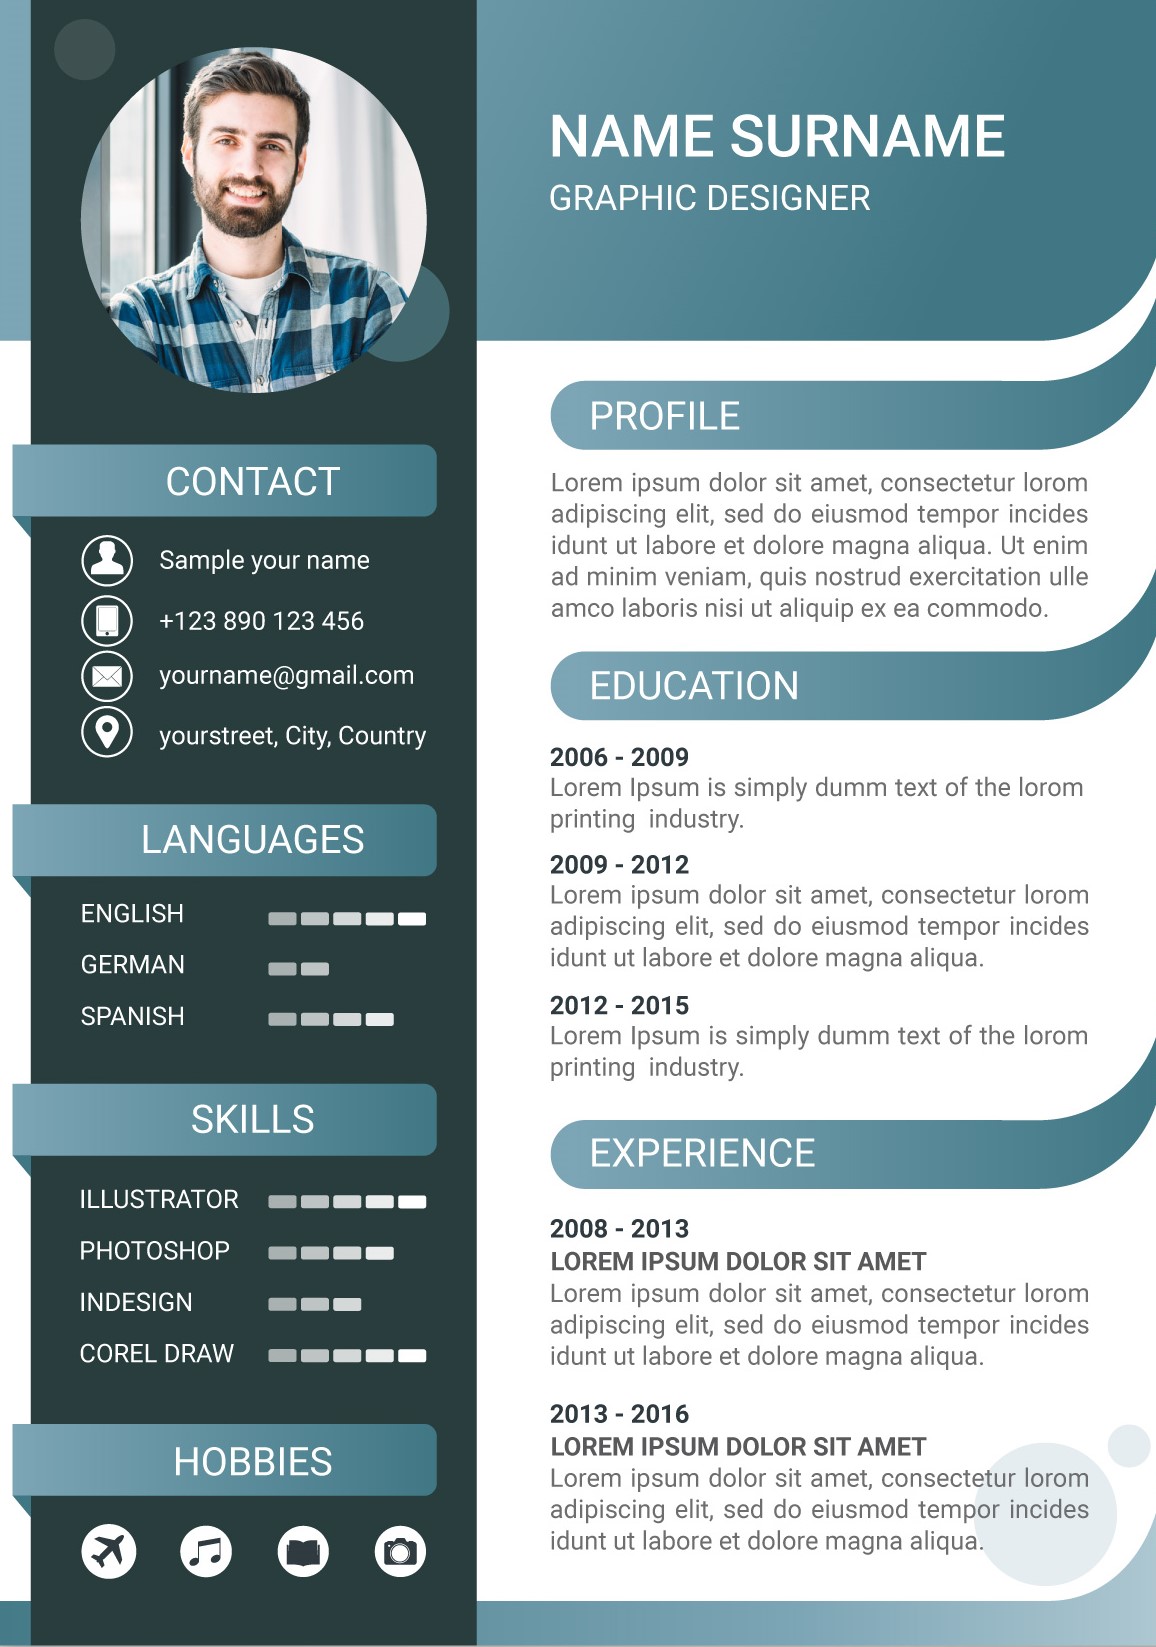 NAME SURNAME
GRAPHIC DESIGNER
CONTACT
Sample your name
+123 890 123 456
yourname@gmail.com
yourstreet, City, Country
LANGUAGES
ENGLISH
GERMAN
SPANISH
SKILLS
ILLUSTRATOR
PHOTOSHOP
INDESIGN
COREL DRAW
HOBBIES
PROFILE
Lorem ipsum dolor sit amet, consectetur lorom
adipiscing elit, sed do eiusmod tempor incides
idunt ut labore et dolore magna aliqua. Ut enim
ad minim veniam, quis nostrud exercitation ulle
amco laboris nisi ut aliquip ex ea commodo.
EDUCATION
2006 - 2009
Lorem Ipsum is simply dumm text of the lorom
printing industry.
2009 - 2012
Lorem ipsum dolor sit amet, consectetur lorom
adipiscing elit, sed do eiusmod tempor incides
idunt ut labore et dolore magna aliqua.
2012 - 2015
Lorem Ipsum is simply dumm text of the lorom
printing industry.
EXPERIENCE
2008 - 2013
LOREM IPSUM DOLOR SIT AMET
Lorem ipsum dolor sit amet, consectetur lorom
adipiscing elit, sed do eiusmod tempor incides
idunt ut labore et dolore magna aliqua.
2013 - 2016
LOREM IPSUM DOLOR SIT AMET
Lorem ipsum dolor sit amet, consectetur lorom
adipiscing elit, sed do eiusmod tempor incides
idunt ut labore et dolore magna aliqua.